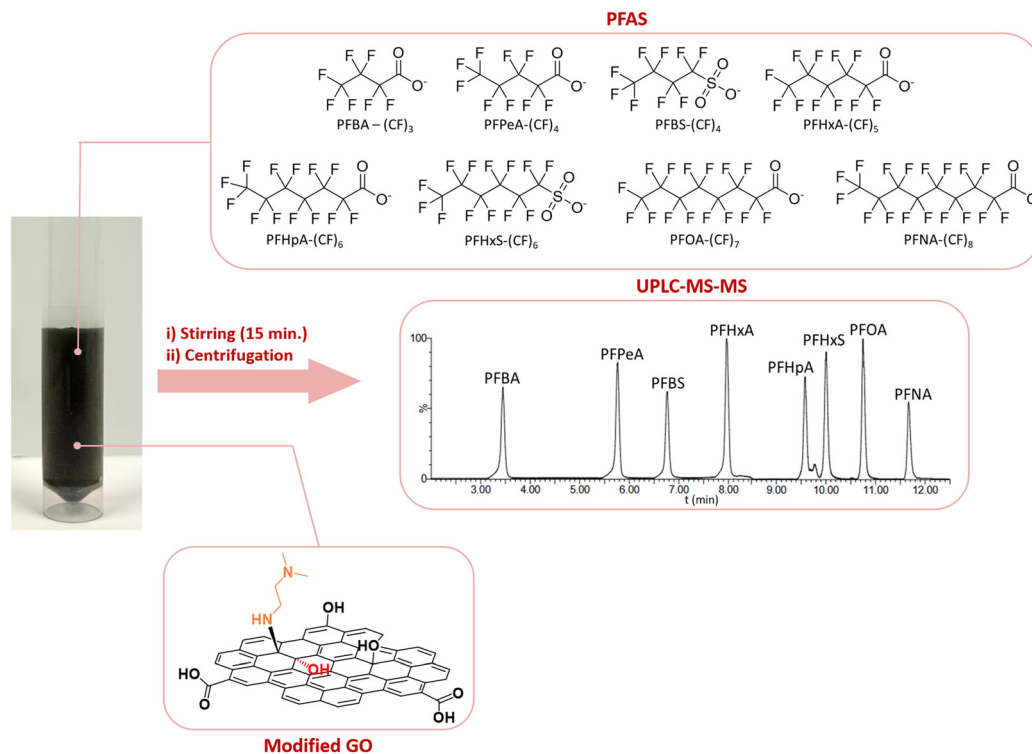 PFAS
PFBA – (CF)3
PFPeA-(CF)4
PFBS-(CF)4
PFHxA-(CF)5
PFHpA-(CF)6
PFHxS-(CF)6
PFOA-(CF)7
PFNA-(CF)8
i) Stirring (15 min.)
ii) Centrifugation
UPLC-MS-MS
100
%
0
PFBA
PFPeA
PFBS
PFHxA
PFHpA
PFHxS
PFOA
PFNA
3.00 4.00 5.00 6.00 7.00 8.00 9.00 10.00 11.00 12.00
t (min)
N
HN
OH
HO
OH
HO
O
O
HO
Modified GO